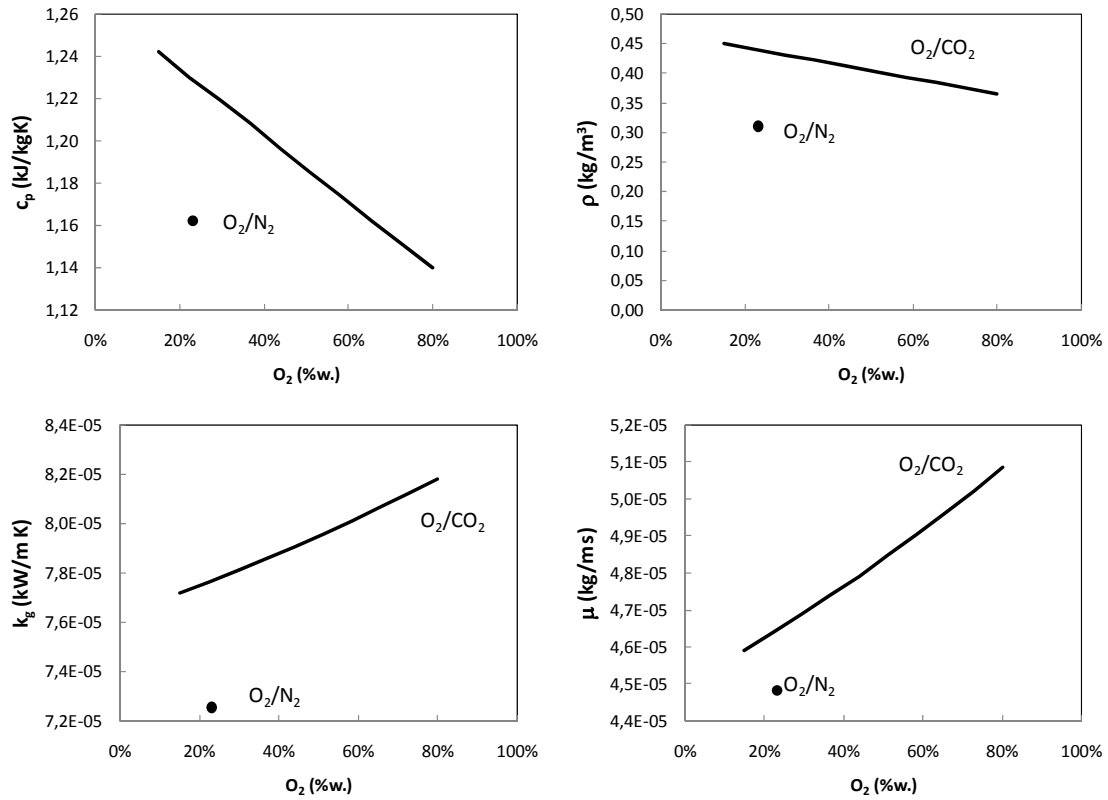 c_p (kJ/kgK)
1,26
1,24
1,22
1,20
1,18
1,16
1,14
1,12
O₂/N₂
0% 20% 40% 60% 80% 100%
O₂ (%w.)
ρ (kg/m³)
0,50
0,45
0,40
0,35
0,30
0,25
0,20
0,15
0,10
0,05
0,00
O₂/CO₂
O₂/N₂
0% 20% 40% 60% 80% 100%
O₂ (%w.)
k_g (kW/m K)
8,4E-05
8,2E-05
8,0E-05
7,8E-05
7,6E-05
7,4E-05
7,2E-05
O₂/CO₂
O₂/N₂
0% 20% 40% 60% 80% 100%
O₂ (%w.)
μ (kg/m s)
5,2E-05
5,1E-05
5,0E-05
4,9E-05
4,8E-05
4,7E-05
4,6E-05
4,5E-05
4,4E-05
O₂/CO₂
O₂/N₂
0% 20% 40% 60% 80% 100%
O₂ (%w.)